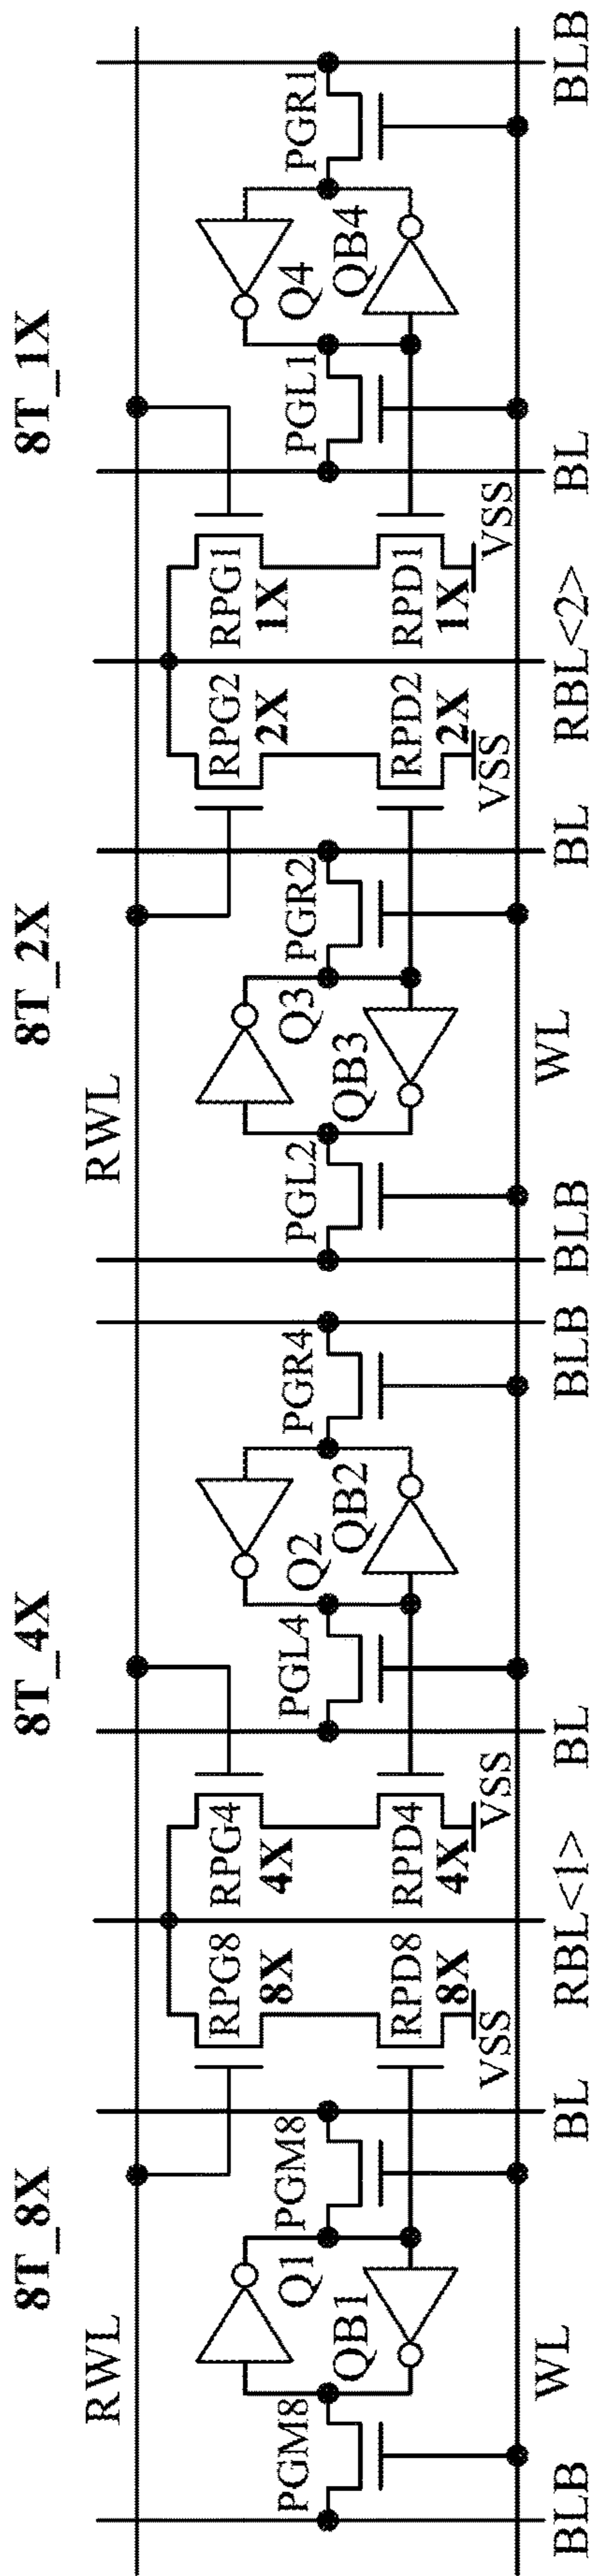 8T_8X 8T_4X 8T_2X 8T_1X
RWL RWL
RPG8 RPG4 RPG2 RPG1
8X 4X 2X 1X
PGM8 Q1 PGM8 PGL4 Q2 PGR4 PGL2 Q3 PGR2 PGL1 Q4 PGR1
QB1 QB2 QB3 QB4
RPD8 RPD4 RPD2 RPD1
8X 4X 2X 1X
VSS VSS VSS VSS
WL WL
BLB BL RBL<1> BL BLB BLB BL RBL<2> BL BLB